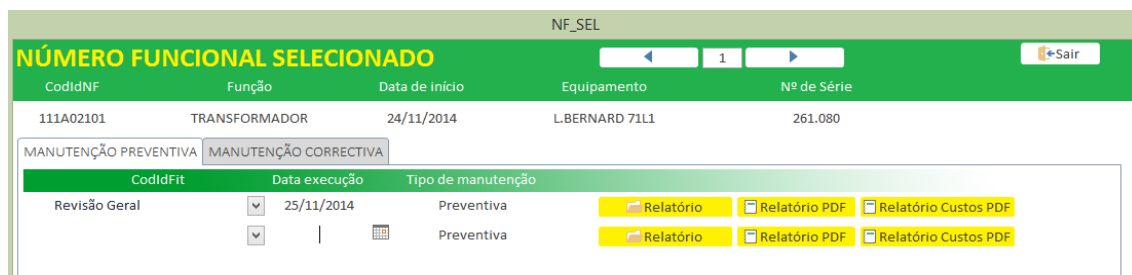 NF_SEL
NÚMERO FUNCIONAL SELECIONADO 1 Sair
CodIdNF Função Data de início Equipamento Nº de Série
111A02101 TRANSFORMADOR 24/11/2014 L.BERNARD 71L1 261.080
MANUTENÇÃO PREVENTIVA MANUTENÇÃO CORRECTIVA
CodIdFit Data execução Tipo de manutenção
Revisão Geral 25/11/2014 Preventiva Relatório Relatório PDF Relatório Custos PDF
Preventiva Relatório Relatório PDF Relatório Custos PDF